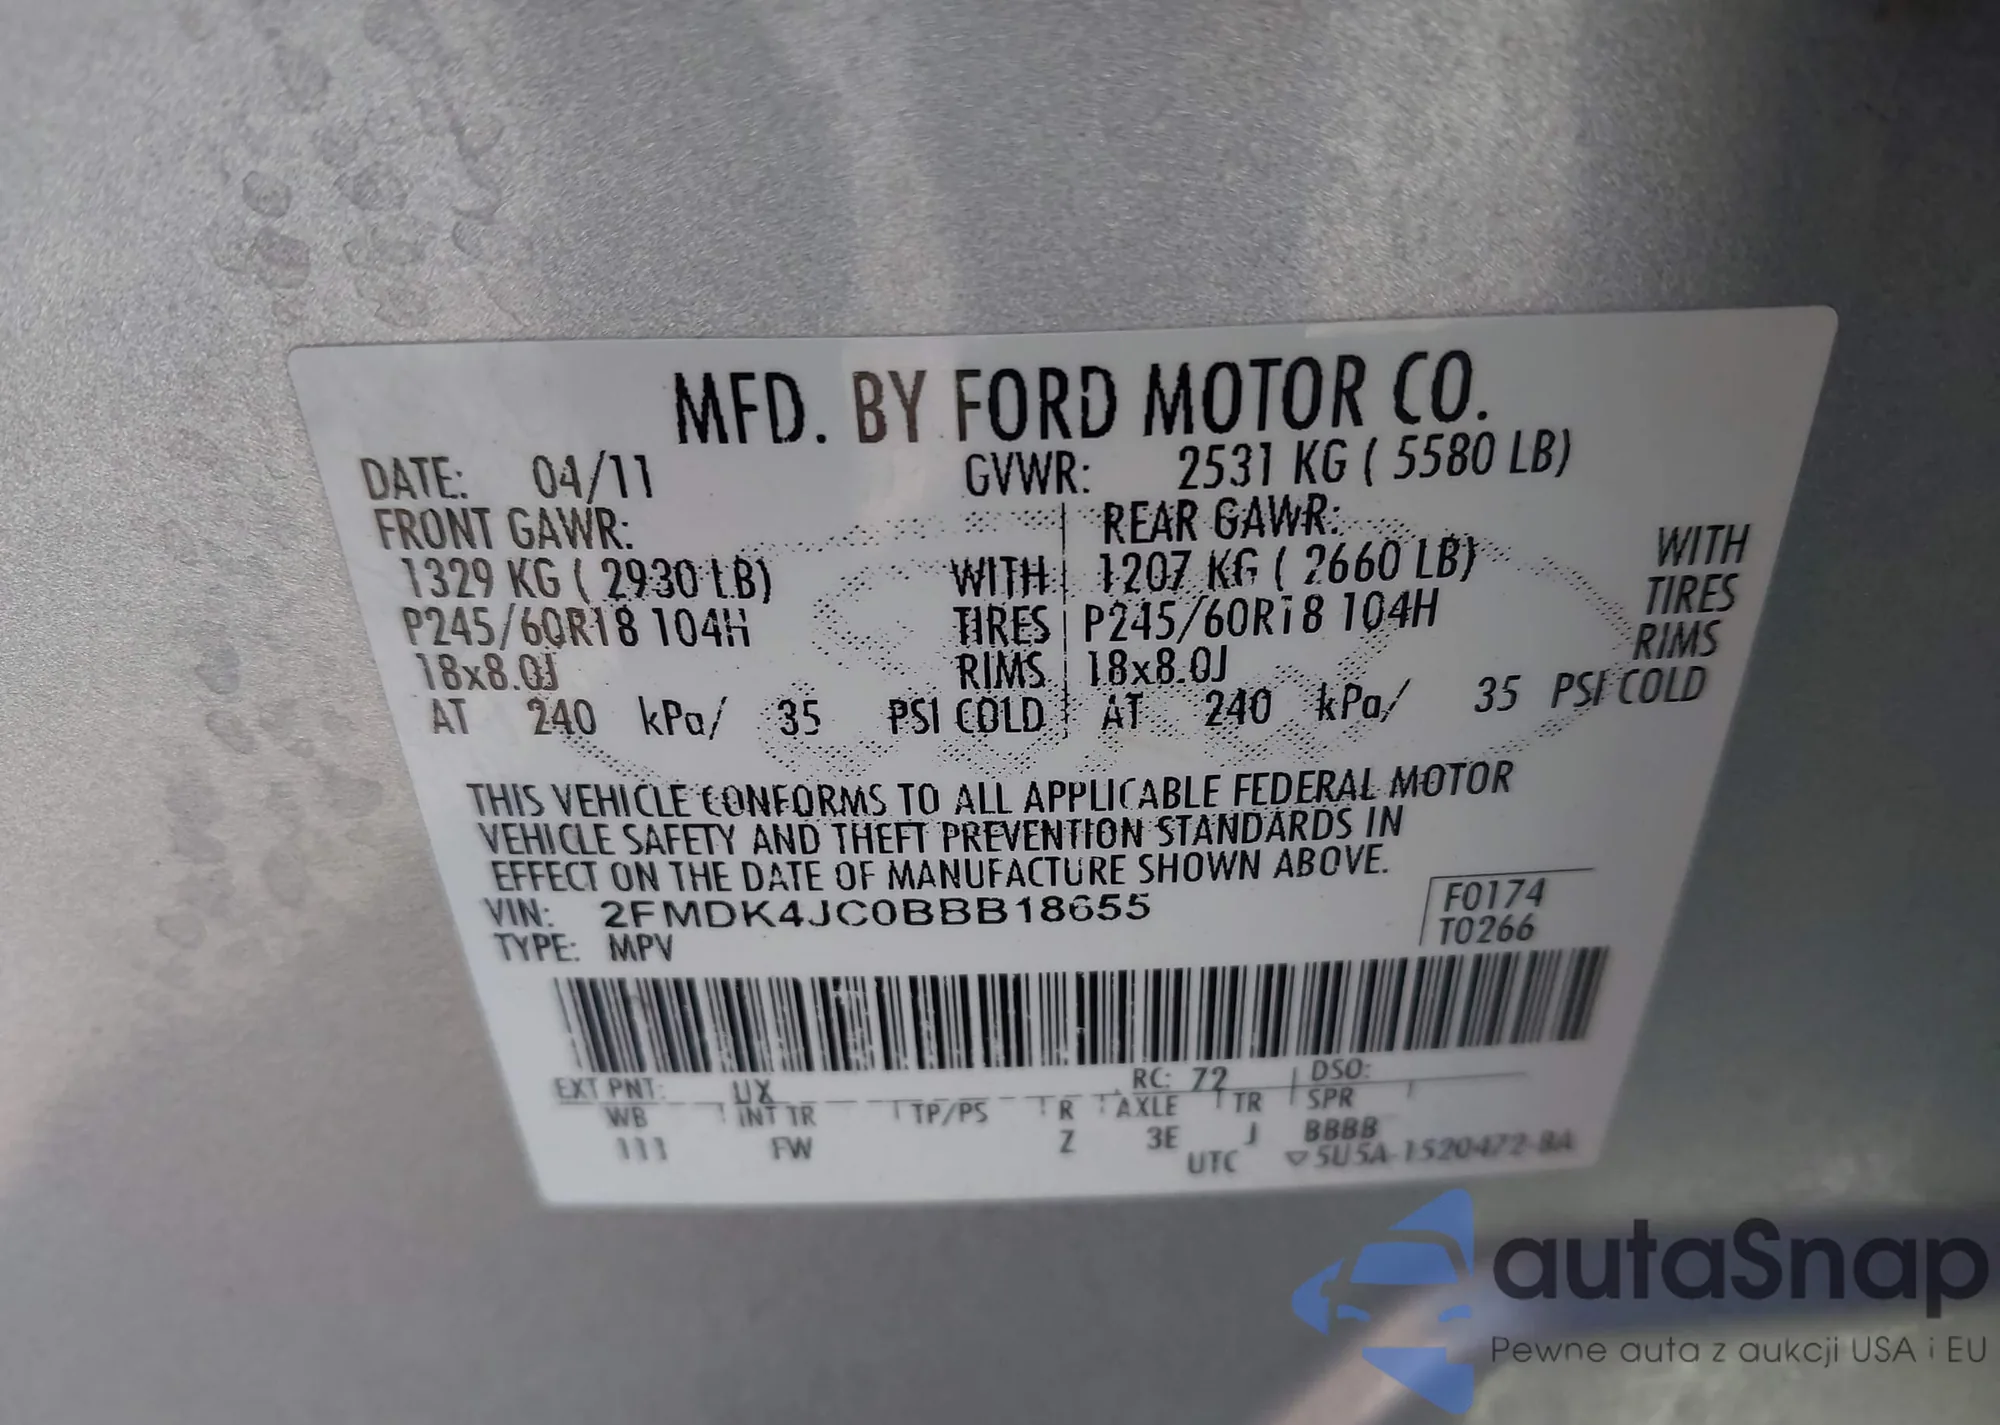 MFD. BY FORD MOTOR CO.
DATE: 04/11 GVWR: 2531 KG ( 5580 LB)
FRONT GAWR: REAR GAWR:
1329 KG ( 2930 LB) WITH 1207 KG ( 2660 LB) WITH
P245/60R18 104H TIRES P245/60R18 104H TIRES
18x8.0J RIMS 18x8.0J RIMS
AT 240 kPa/ 35 PSI COLD AT 240 kPa/ 35 PSI COLD
THIS VEHICLE CONFORMS TO ALL APPLICABLE FEDERAL MOTOR
VEHICLE SAFETY AND THEFT PREVENTION STANDARDS IN
EFFECT ON THE DATE OF MANUFACTURE SHOWN ABOVE.
VIN: 2FMDK4JC0BBB18655 F0174
TYPE: MPV T0266
EXT PNT: UX RC: 72 DSO:
WB INT TR TP/PS R AXLE TR SPR
111 FW Z 3E J BBBB
UTC ▽5U5A-1520472-BA
autaSnap
Pewne auta z aukcji USA i EU